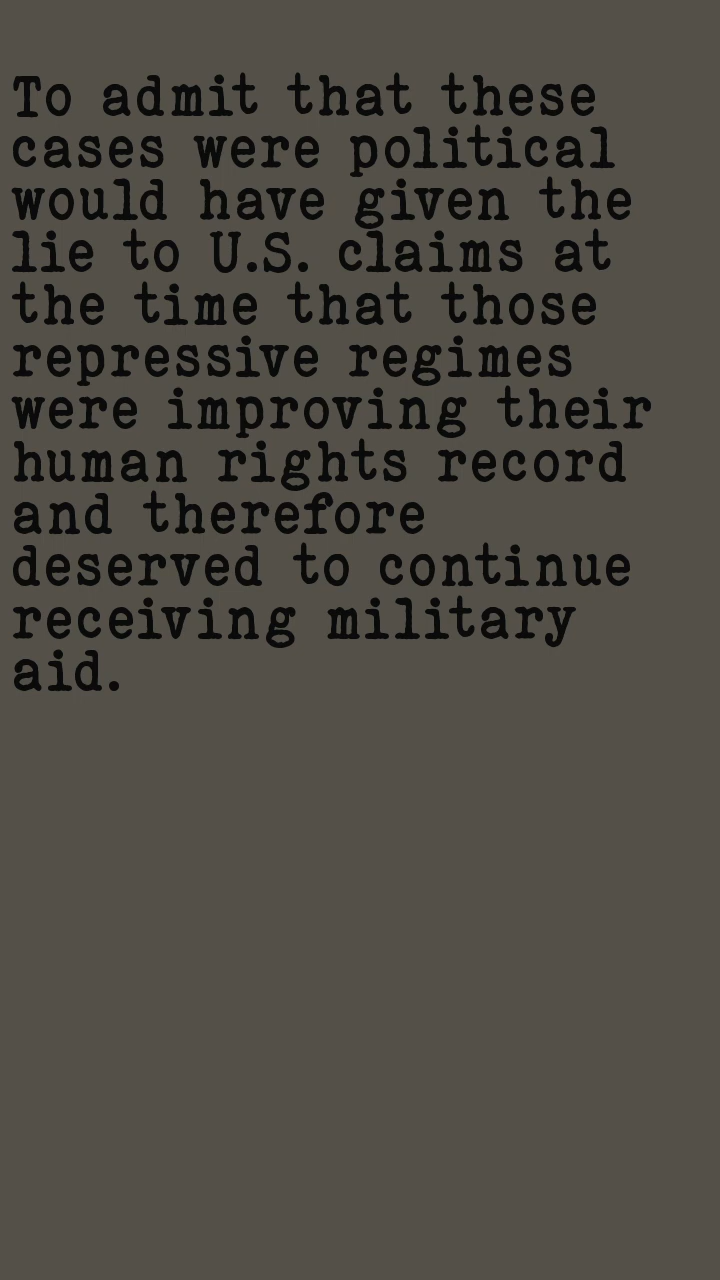 To admit that these
cases were political
would have given the
lie to U.S. claims at
the time that those
repressive regimes
were improving their
human rights record
and therefore
deserved to continue
receiving military
aid.